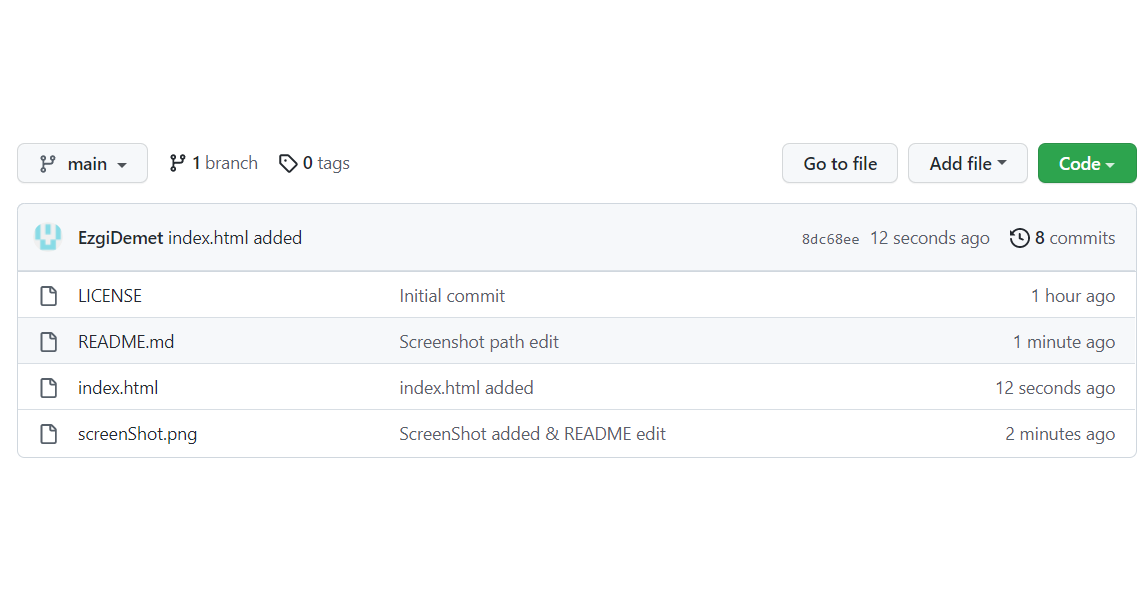 main 1 branch 0 tags Go to file Add file Code
EzgiDemet index.html added 8dc68ee 12 seconds ago 8 commits
LICENSE Initial commit 1 hour ago
README.md Screenshot path edit 1 minute ago
index.html index.html added 12 seconds ago
screenShot.png ScreenShot added & README edit 2 minutes ago